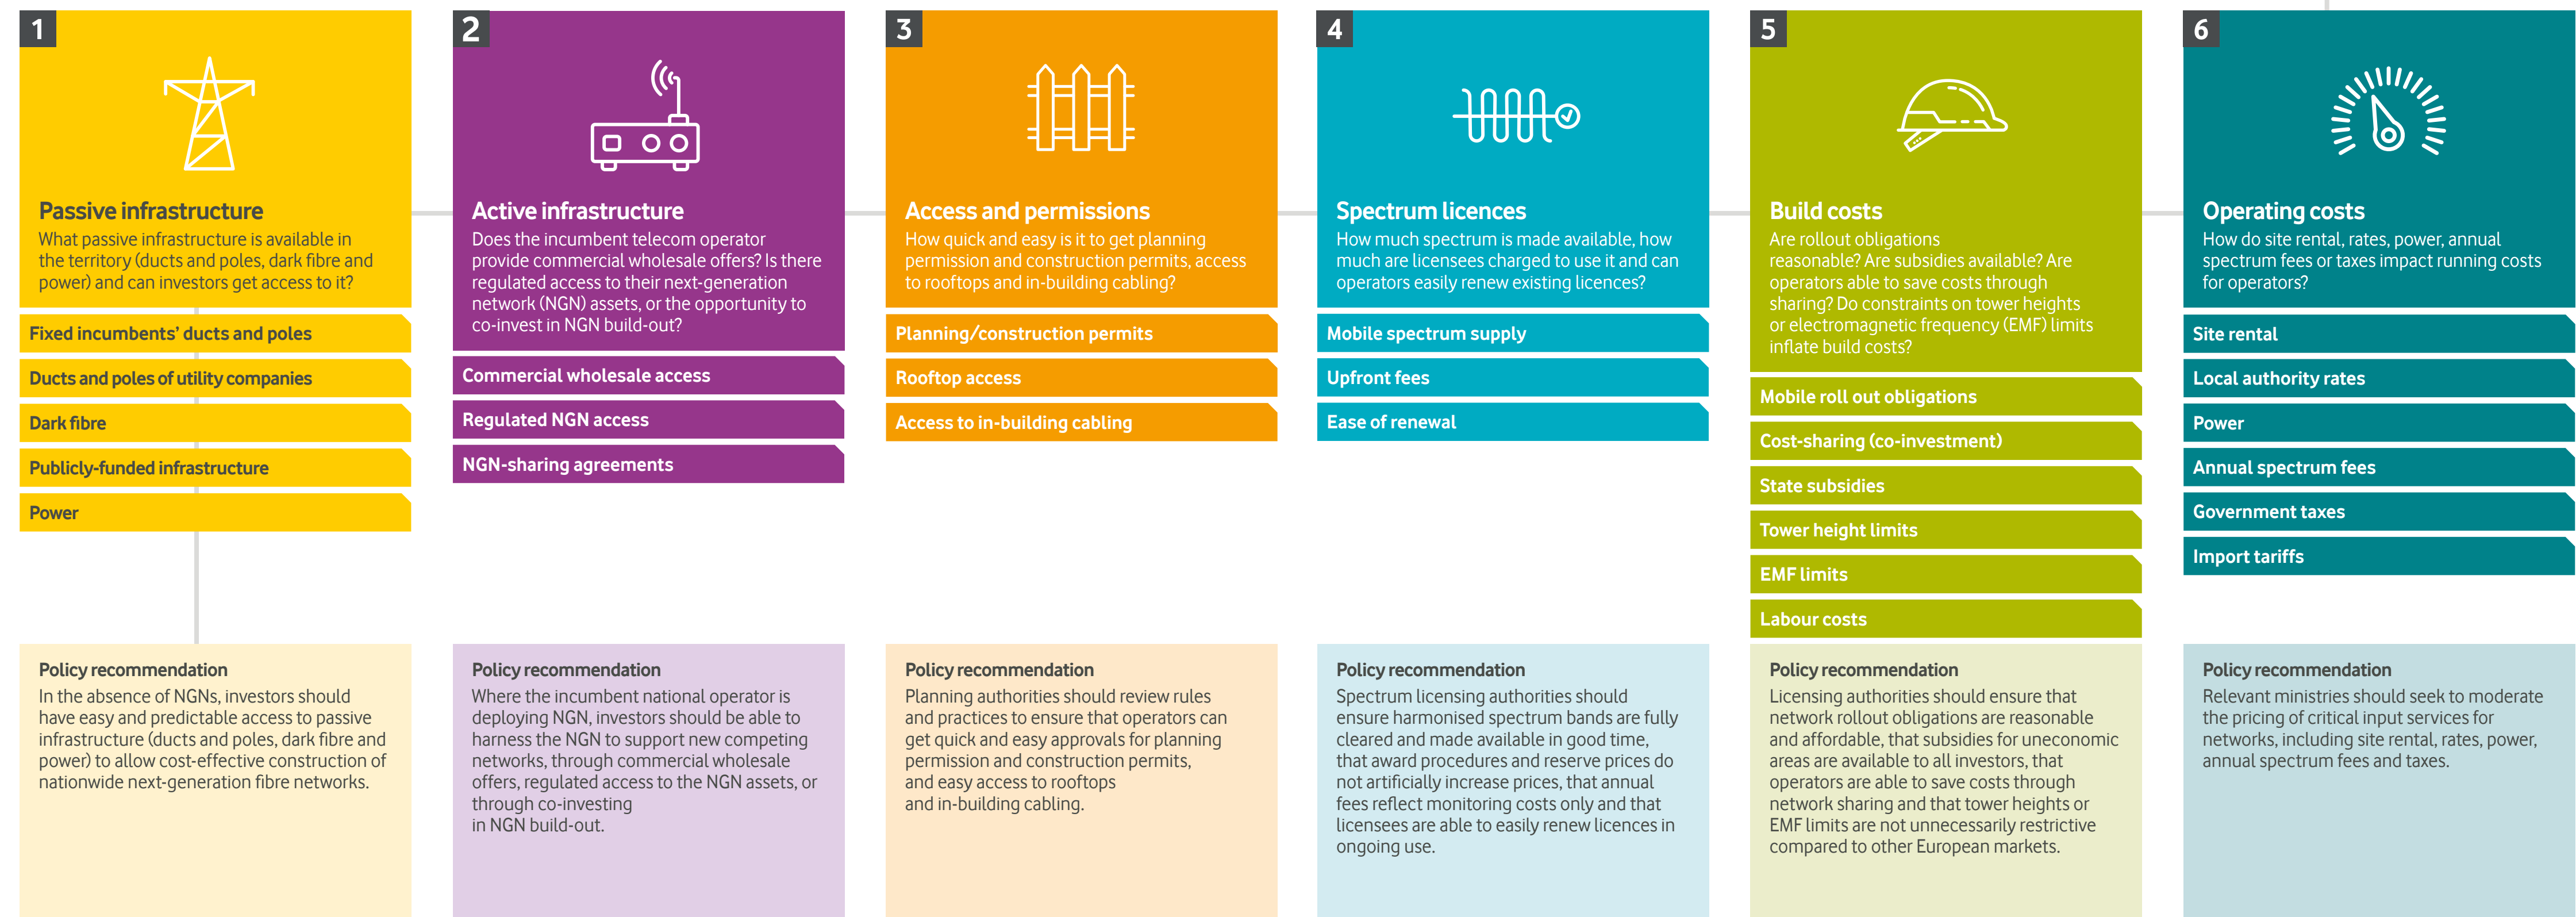 1
Passive infrastructure
What passive infrastructure is available in
the territory (ducts and poles, dark fibre and
power) and can investors get access to it?
Fixed incumbents’ ducts and poles
Ducts and poles of utility companies
Dark fibre
Publicly-funded infrastructure
Power
Policy recommendation
In the absence of NGNs, investors should
have easy and predictable access to passive
infrastructure (ducts and poles, dark fibre and
power) to allow cost-effective construction of
nationwide next-generation fibre networks.
2
Active infrastructure
Does the incumbent telecom operator
provide commercial wholesale offers? Is there
regulated access to their next-generation
network (NGN) assets, or the opportunity to
co-invest in NGN build-out?
Commercial wholesale access
Regulated NGN access
NGN-sharing agreements
Policy recommendation
Where the incumbent national operator is
deploying NGN, investors should be able to
harness the NGN to support new competing
networks, through commercial wholesale
offers, regulated access to the NGN assets, or
through co-investing
in NGN build-out.
3
Access and permissions
How quick and easy is it to get planning
permission and construction permits, access
to rooftops and in-building cabling?
Planning/construction permits
Rooftop access
Access to in-building cabling
Policy recommendation
Planning authorities should review rules
and practices to ensure that operators can
get quick and easy approvals for planning
permission and construction permits,
and easy access to rooftops
and in-building cabling.
4
Spectrum licences
How much spectrum is made available, how
much are licensees charged to use it and can
operators easily renew existing licences?
Mobile spectrum supply
Upfront fees
Ease of renewal
Policy recommendation
Spectrum licensing authorities should
ensure harmonised spectrum bands are fully
cleared and made available in good time,
that award procedures and reserve prices do
not artificially increase prices, that annual
fees reflect monitoring costs only and that
licensees are able to easily renew licences in
ongoing use.
5
Build costs
Are rollout obligations
reasonable? Are subsidies available? Are
operators able to save costs through
sharing? Do constraints on tower heights
or electromagnetic frequency (EMF) limits
inflate build costs?
Mobile roll out obligations
Cost-sharing (co-investment)
State subsidies
Tower height limits
EMF limits
Labour costs
Policy recommendation
Licensing authorities should ensure that
network rollout obligations are reasonable
and affordable, that subsidies for uneconomic
areas are available to all investors, that
operators are able to save costs through
network sharing and that tower heights or
EMF limits are not unnecessarily restrictive
compared to other European markets.
6
Operating costs
How do site rental, rates, power, annual
spectrum fees or taxes impact running costs
for operators?
Site rental
Local authority rates
Power
Annual spectrum fees
Government taxes
Import tariffs
Policy recommendation
Relevant ministries should seek to moderate
the pricing of critical input services for
networks, including site rental, rates, power,
annual spectrum fees and taxes.